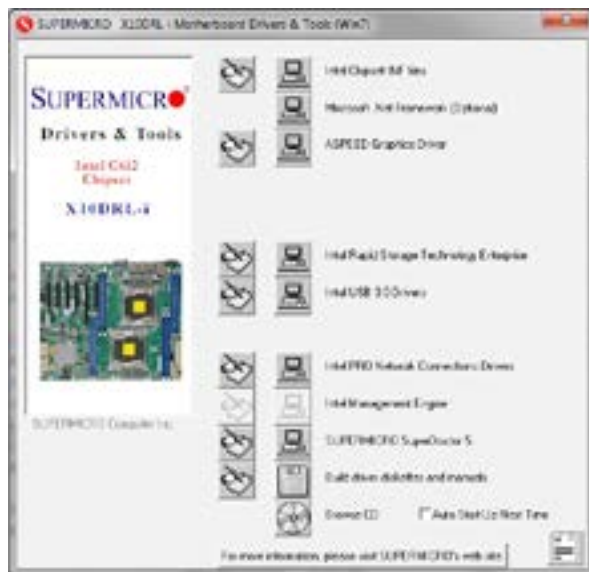 SUPERMICRO X10DRL-i Motherboard Drivers & Tools (Win7)
SUPERMICRO
Drivers & Tools
Intel C612
Chipset
X10DRL-i
SUPERMICRO Computer Inc.
Intel Chipset INF files
Microsoft .Net Framework (Optional)
ASPEED Graphics Driver
Intel Rapid Storage Technology Enterprise
Intel USB 3.0 Drivers
Intel PRO Network Connections Drivers
Intel Management Engine
SUPERMICRO SuperDoctor 5
Build driver diskettes and manuals
Browse CD
Auto Start Up Next Time
For more information, please visit SUPERMICRO's web site